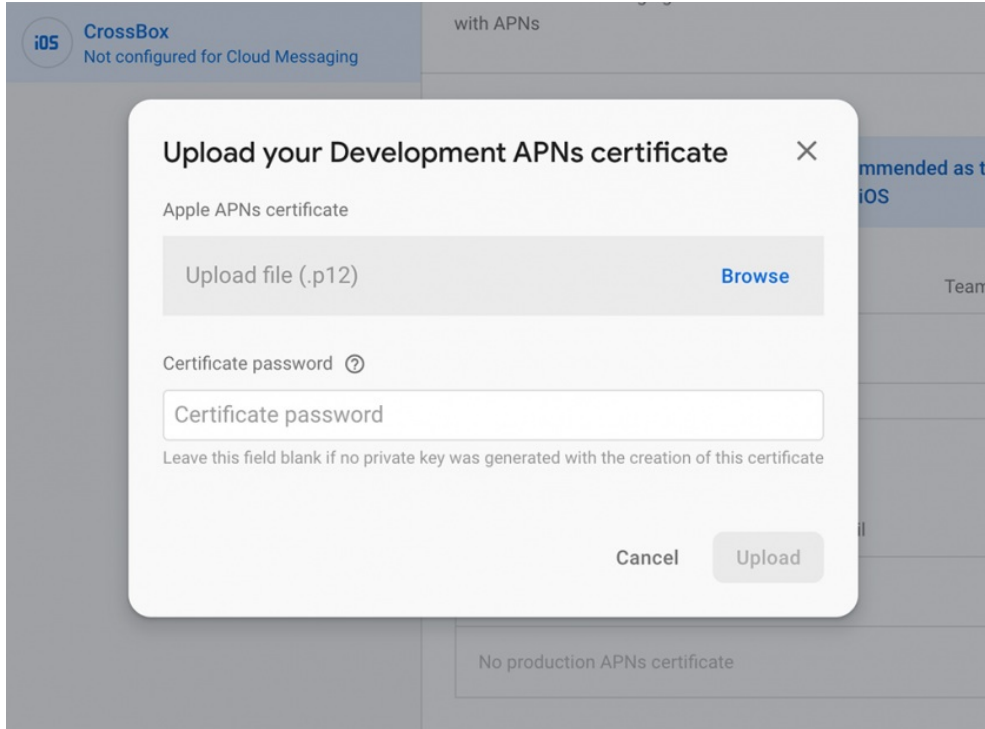 with APNs
iOS
CrossBox
Not configured for Cloud Messaging
Upload your Development APNs certificate
Apple APNs certificate
Upload file (.p12)
Browse
Certificate password
Certificate password
Leave this field blank if no private key was generated with the creation of this certificate
Cancel
Upload
as
iOS
No production APNs certificate